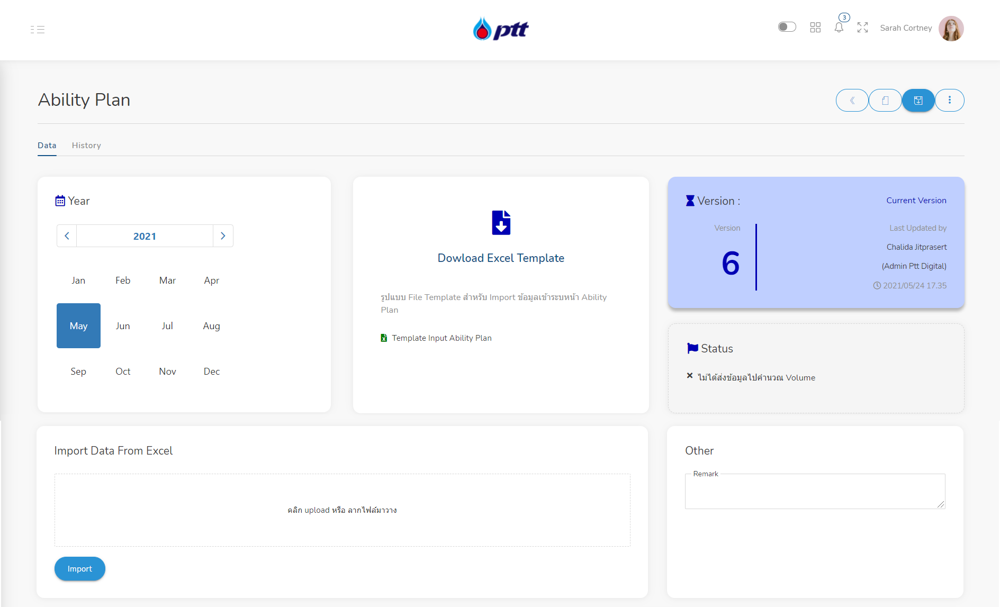 ptt
3
Sarah Cortney
Ability Plan
Data
History
Year
2021
Jan Feb Mar Apr
May Jun Jul Aug
Sep Oct Nov Dec
Dowload Excel Template
รูปแบบ File Template สำหรับ Import ข้อมูลเข้าระบบหน้า Ability
Plan
Template Input Ability Plan
Version :
Current Version
Version
6
Last Updated by
Chalida Jitprasert
(Admin Ptt Digital)
2021/05/24 17.35
Status
ไม่ได้ส่งข้อมูลไปคำนวณ Volume
Import Data From Excel
คลิก upload หรือ ลากไฟล์มาวาง
Import
Other
Remark